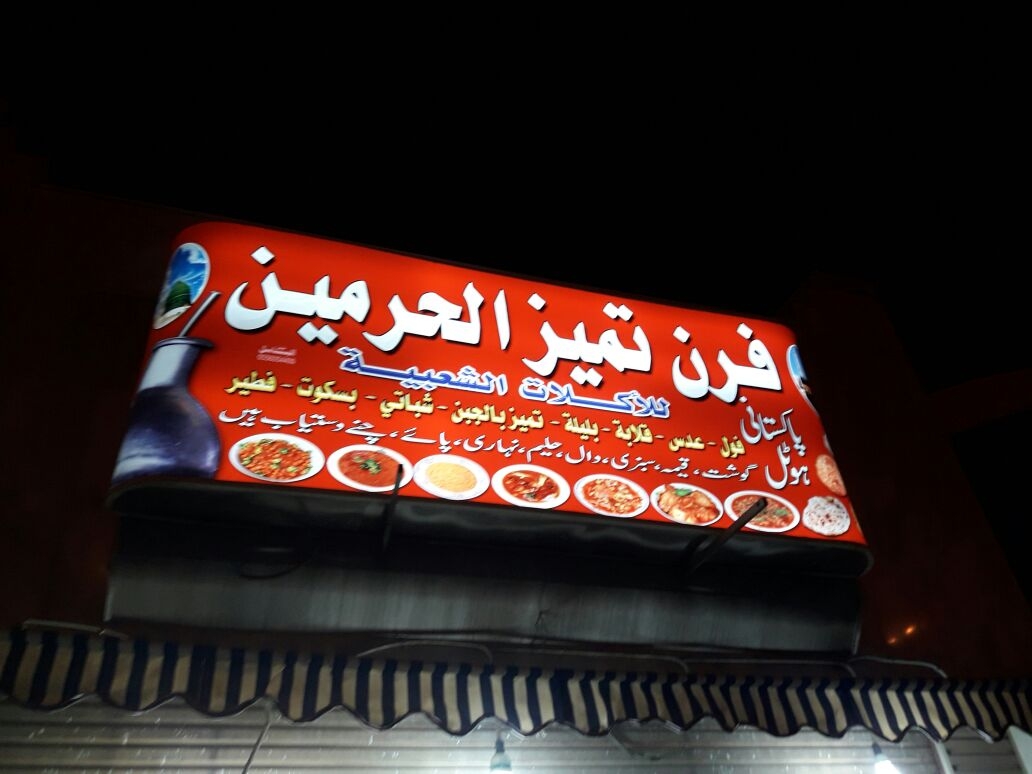 فرن تميز الحرمين
للأكلات الشعبية
فول - عدس - قلابة - بليلة - تميز بالجبن - شباتي - بسكوت - فطير
پاکستانی ہوٹل
گوشت، قیمہ، سبزی، دال، حلیم، نہاری، پائے، چنے دستیاب ہیں